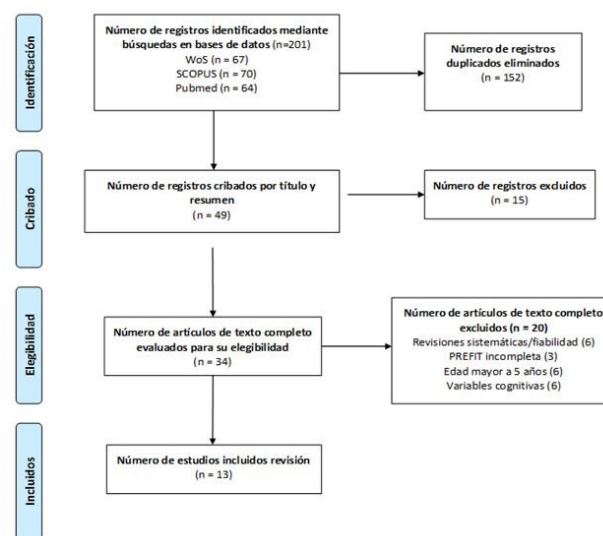 Identificación
Número de registros identificados mediante
búsquedas en bases de datos (n=201)
WoS (n = 67)
SCOPUS (n = 70)
Pubmed (n = 64)
Número de registros
duplicados eliminados
(n = 152)
Cribado
Número de registros cribados por título y
resumen
(n = 49)
Número de registros excluidos
(n = 15)
Elegibilidad
Número de artículos de texto completo
evaluados para su elegibilidad
(n = 34)
Número de artículos de texto completo
excluidos (n = 20)
Revisiones sistemáticas/fiabilidad (6)
PREFIT incompleta (3)
Edad mayor a 5 años (6)
Variables cognitivas (6)
Incluidos
Número de estudios incluidos revisión
(n = 13)